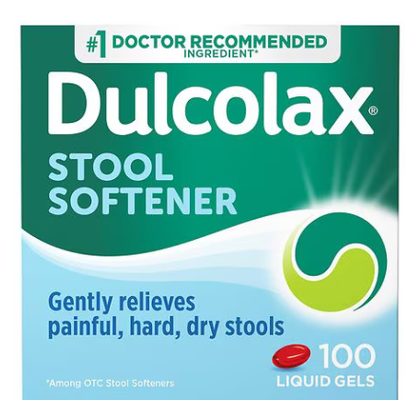 #1 DOCTOR RECOMMENDED
INGREDIENT*
Dulcolax®
STOOL
SOFTENER
Gently relieves
painful, hard, dry stools
100
LIQUID GELS
*Among OTC Stool Softeners